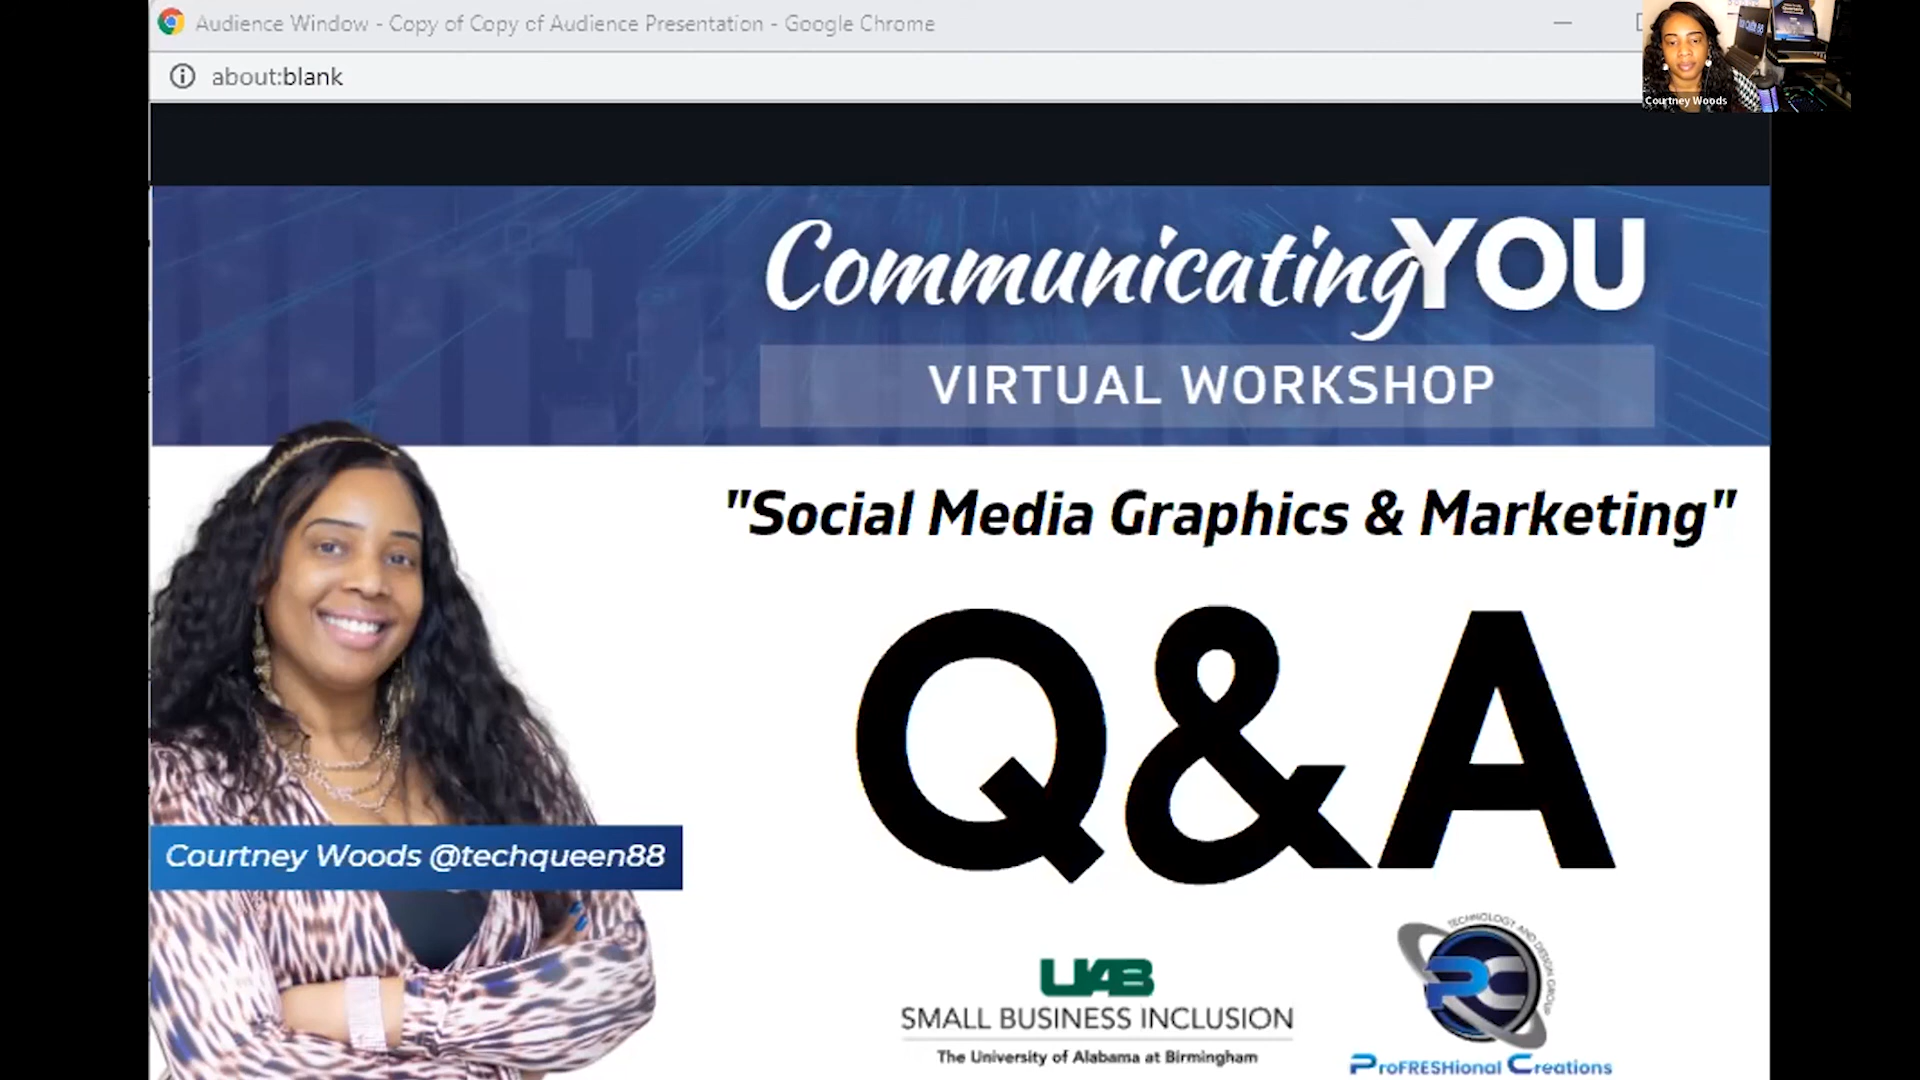 Audience Window - Copy of Copy of Audience Presentation - Google Chrome
about:blank
Courtney Woods
CommunicatingYOU
VIRTUAL WORKSHOP
"Social Media Graphics & Marketing"
Q&A
Courtney Woods @techqueen88
UAB
SMALL BUSINESS INCLUSION
The University of Alabama at Birmingham
TECHNOLOGY AND DESIGN GROUP
PC
ProFRESHional Creations